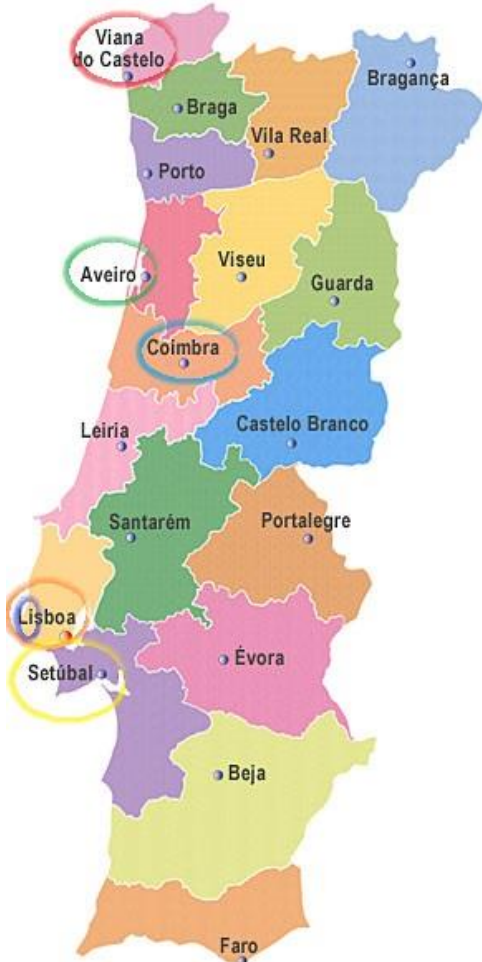 Viana
do Castelo
Bragança
Braga
Vila Real
Porto
Aveiro
Viseu
Guarda
Coimbra
Castelo Branco
Leiria
Santarém
Portalegre
Lisboa
Évora
Setúbal
Beja
Faro